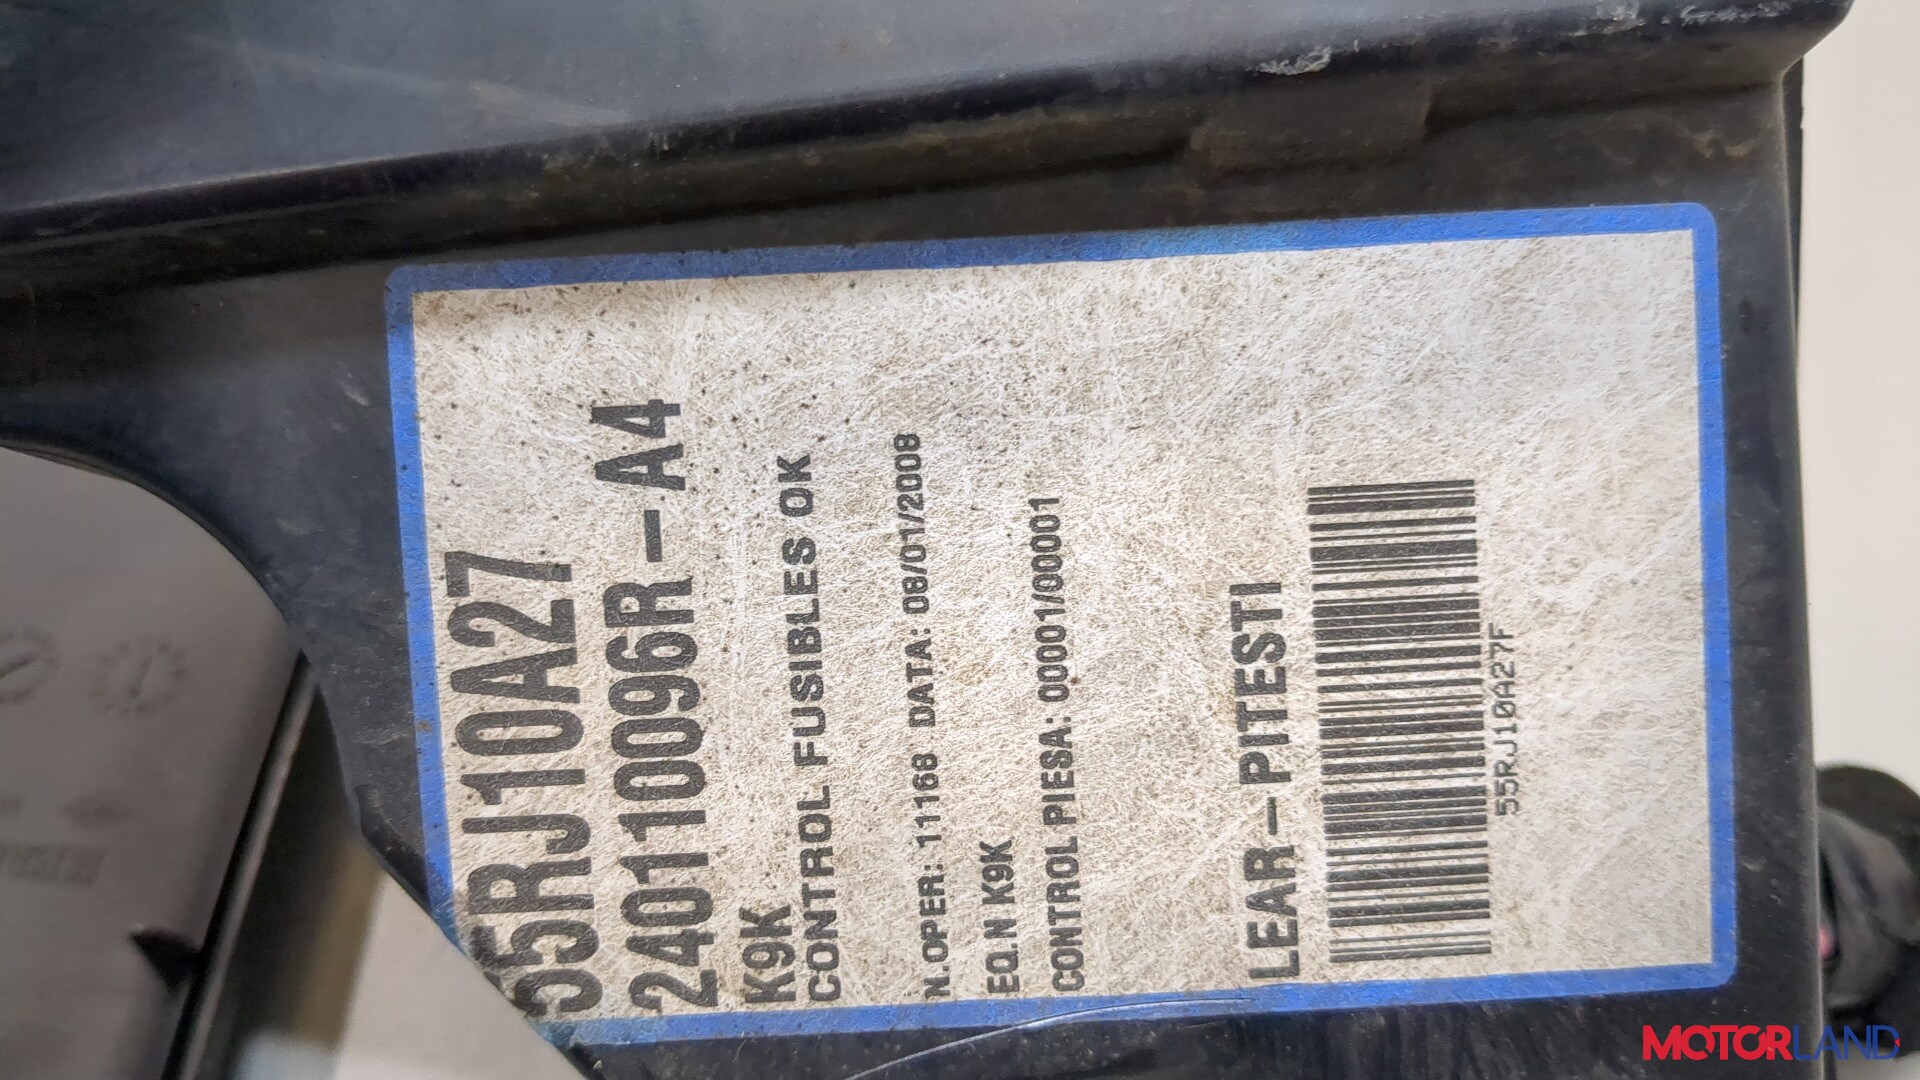 55RJ10A27
240110096R-A4
K9K
CONTROL FUSIBLES OK
N.OPER: 11168 DATA: 08/01/2008
EQ.N K9K
CONTROL PIESA: 00001/00001
LEAR-PITESTI
55RJ10A27F
MOTORLAND